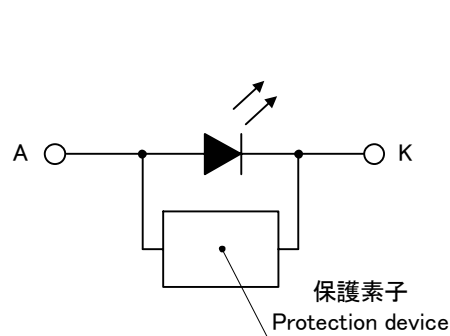 A
K
保護素子
Protection device